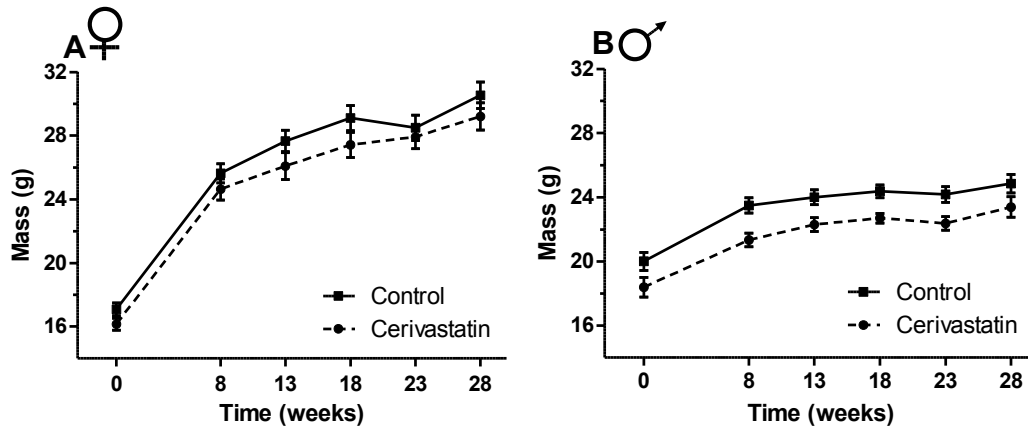 A ♀
32
28
24
20
16
Mass (g)
Control
Cerivastatin
0 8 13 18 23 28
Time (weeks)
B ♂
32
28
24
20
16
Mass (g)
Control
Cerivastatin
0 8 13 18 23 28
Time (weeks)